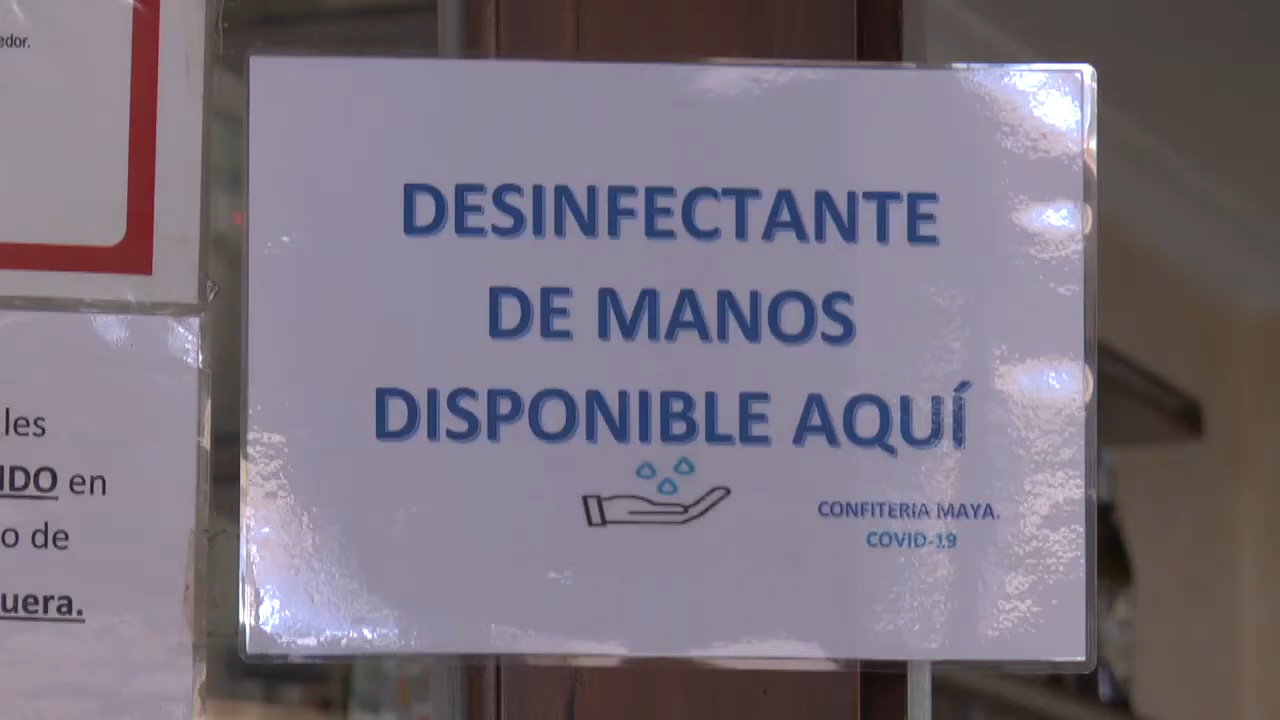 DESINFECTANTE
DE MANOS
DISPONIBLE AQUÍ
CONFITERIA MAYA.
COVID-19
edor.
les
IDO en
o de
uera.